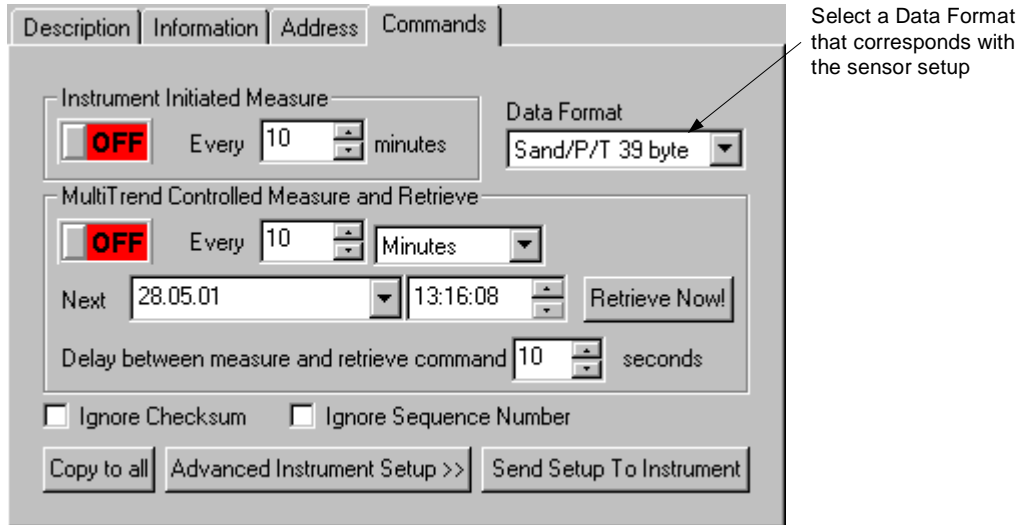 Description Information Address Commands
Select a Data Format
that corresponds with
the sensor setup
Instrument Initiated Measure
OFF Every 10 minutes
Data Format
Sand/P/T 39 byte
MultiTrend Controlled Measure and Retrieve
OFF Every 10 Minutes
Next 28.05.01 13:16:08 Retrieve Now!
Delay between measure and retrieve command 10 seconds
Ignore Checksum Ignore Sequence Number
Copy to all Advanced Instrument Setup >> Send Setup To Instrument